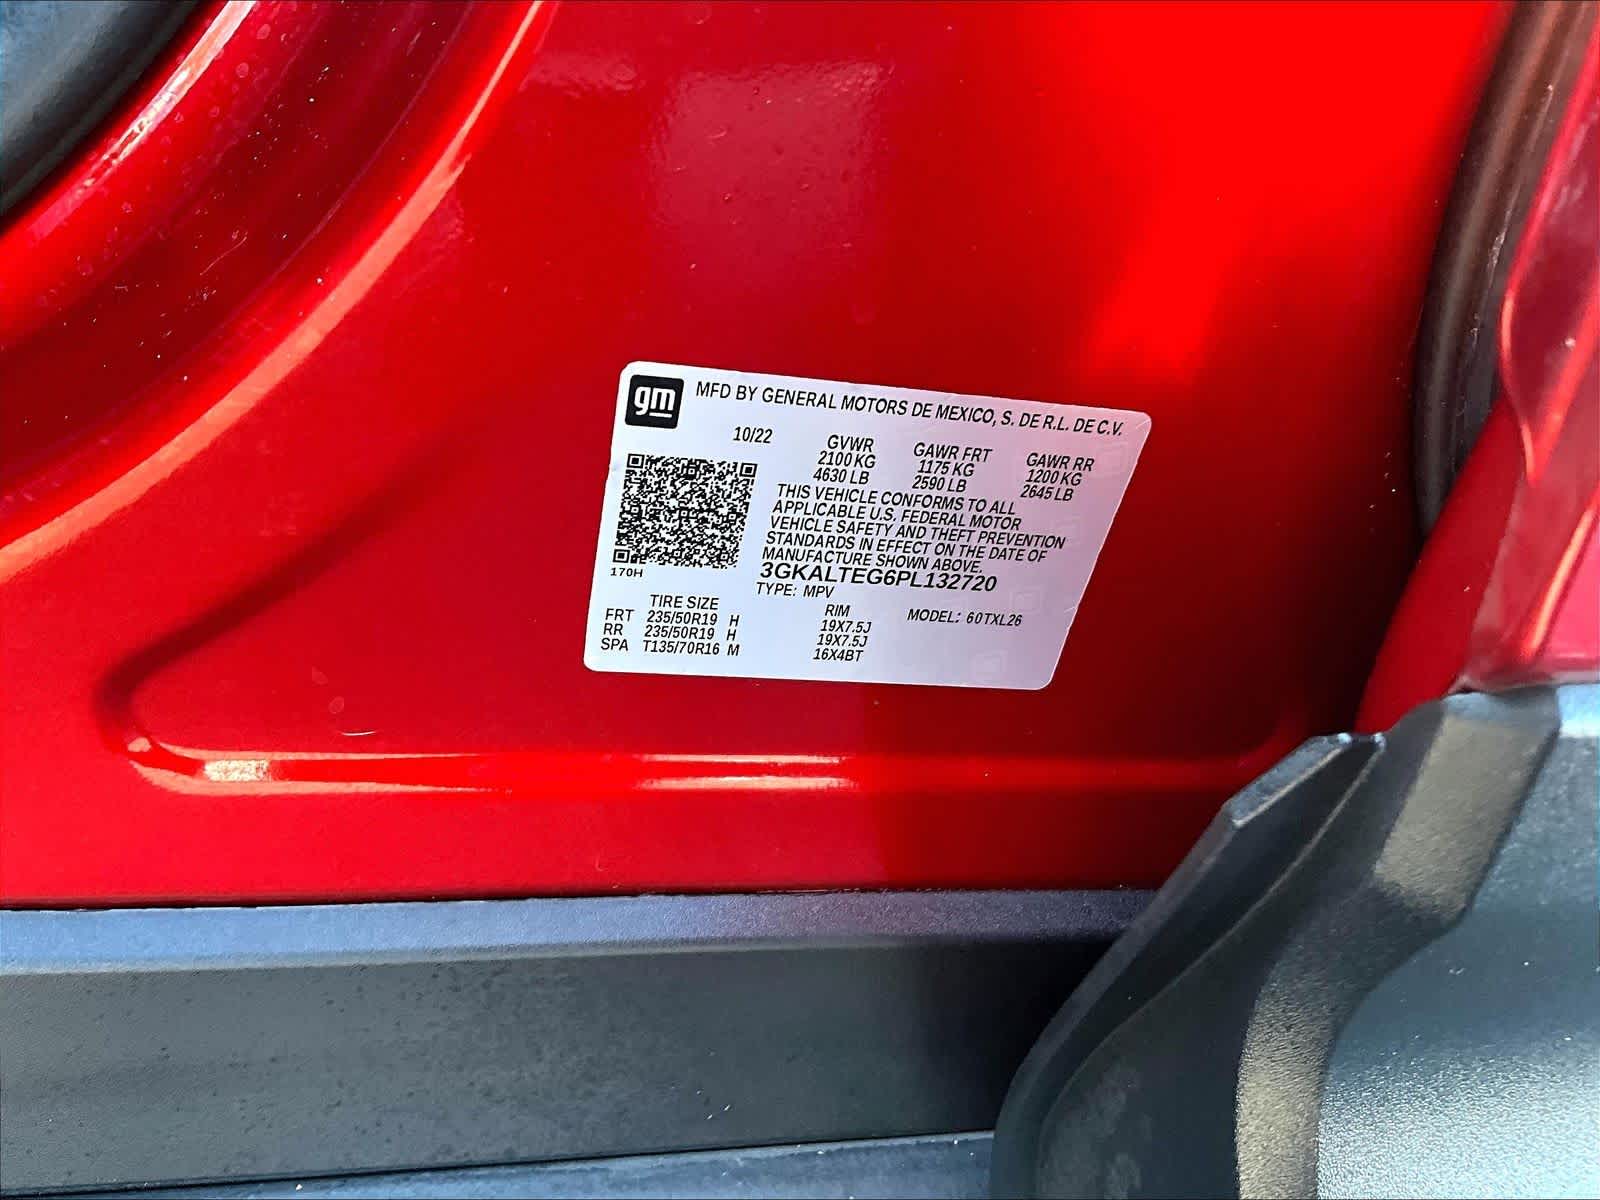 gm MFD BY GENERAL MOTORS DE MEXICO, S. DE R.L. DE C.V.
10/22 GVWR GAWR FRT GAWR RR
2100 KG 1175 KG 1200 KG
4630 LB 2590 LB 2645 LB
THIS VEHICLE CONFORMS TO ALL
APPLICABLE U.S. FEDERAL MOTOR
VEHICLE SAFETY AND THEFT PREVENTION
STANDARDS IN EFFECT ON THE DATE OF
MANUFACTURE SHOWN ABOVE.
170H 3GKALTEG6PL132720
TYPE: MPV
TIRE SIZE RIM MODEL: 60TXL26
FRT 235/50R19 H 19X7.5J
RR 235/50R19 H 19X7.5J
SPA T135/70R16 M 16X4BT